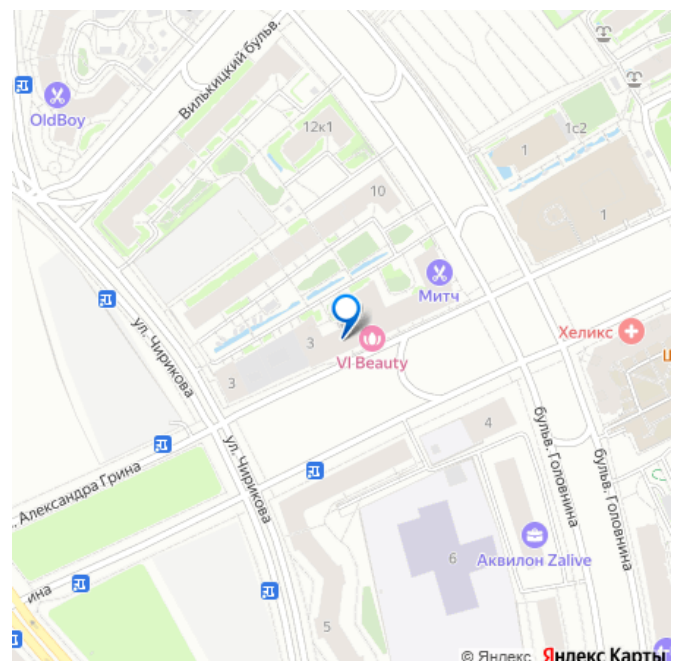 Вилькицкий бульв.
OldBoy
12к1
1с2
1
10
1
Митч
Хеликс
3
VI Beauty
3
ул. Чирикова
4
ул. Чирикова
Александра Грина
бульв. Головнина
бульв. Головнина
Аквилон Zalive
6
ина
5
© Яндекс Яндекс Карты